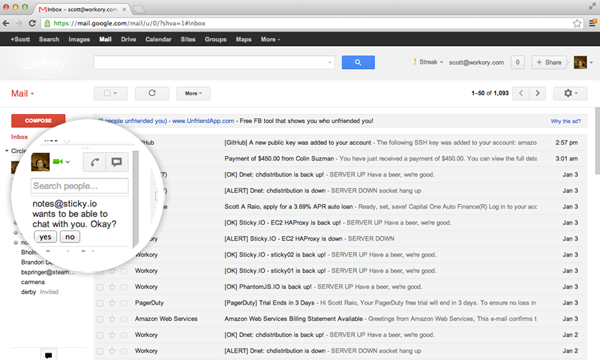 Inbox – scott@workory.com
https://mail.google.com/mail/u/0/?shva=1#inbox
+Scott Search Images Mail Drive Calendar Sites Groups Maps More
workory
Streak scott@workory.com 0 + Share
Mail More 1–50 of 1,093
COMPOSE
people unfriended you) - www.UnfriendApp.com - Free FB tool that shows you who unfriended you! Why this ad?
Inbox
Circl
[GitHub] A new public key was added to your account - The following SSH key was added to your account: 2:57 pm
Payment of $450.00 from Colin Suzman - You have just received a payment of $450.00. You can view the full deta 3:01 am
[OK] Dnet: chdistribution is back up! - SERVER UP Have a beer, we're good. Jan 3
[ALERT] Dnet: chdistribution is down - SERVER DOWN socket hang up Jan 3
Scott A Raio, apply for a 3.69% APR auto loan - Ready, set, save! Capital One Auto Finance(R) Log in to your acc Jan 3
[OK] Sticky.IO - EC2 HAProxy is back up! - SERVER UP Have a beer, we're good. Jan 3
[ALERT] Sticky.IO - EC2 HAProxy is down - SERVER DOWN Jan 3
Workory [OK] Sticky.IO - sticky02 is back up! - SERVER UP Have a beer, we're good. Jan 3
Workory [OK] Sticky.IO - sticky01 is back up! - SERVER UP Have a beer, we're good. Jan 3
Workory [OK] PhantomJS.IO is back up! - SERVER UP Have a beer, we're good. Jan 3
PagerDuty [PagerDuty] Trial Ends in 3 Days - Hi Scott Raio, Your PagerDuty free trial will end in 3 days. To ensure no loss in Jan 3
Amazon Web Services Amazon Web Services Billing Statement Available - Greetings from Amazon Web Services, This e-mail confirms t Jan 3
Workory [OK] Dnet: chdistribution is back up! - SERVER UP Have a beer, we're good. Jan 2
Workory [ALERT] Dnet: chdistribution is down - SERVER DOWN socket hang up Jan 2
Search people...
notes@sticky.io
wants to be able to
chat with you. Okay?
yes no
Brandon D
bspringer@steam...
carmena
derby Invited